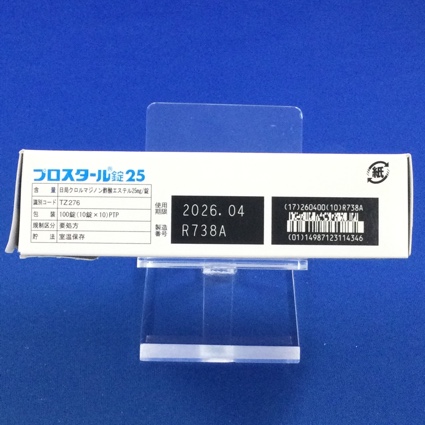 プロスタール錠25
含 量 日局クロルマジノン酢酸エステル25mg/錠
識別コード TZ276
包 装 100錠(10錠×10)PTP
規制区分 要処方
貯 法 室温保存
使用期限 2026.04
製造番号 R738A
(17)260400(10)R738A
(01)14987123114346
紙